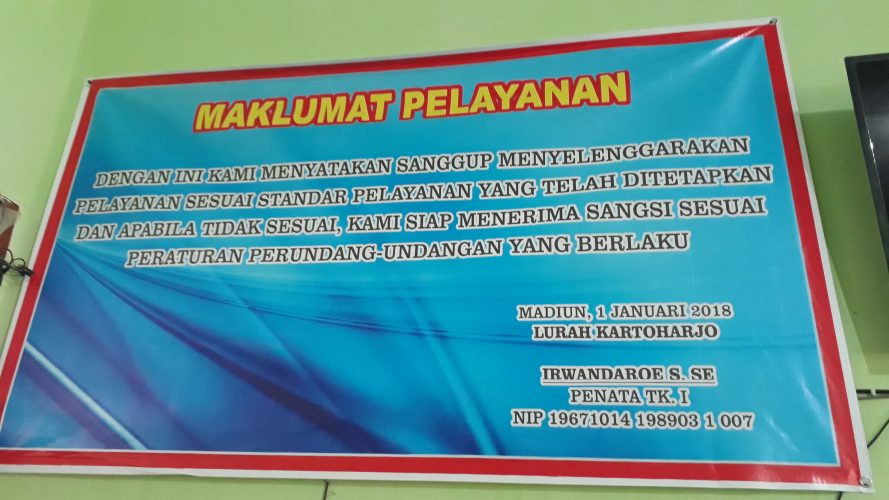 MAKLUMAT PELAYANAN
DENGAN INI KAMI MENYATAKAN SANGGUP MENYELENGGARAKAN
PELAYANAN SESUAI STANDAR PELAYANAN YANG TELAH DITETAPKAN
DAN APABILA TIDAK SESUAI, KAMI SIAP MENERIMA SANGSI SESUAI
PERATURAN PERUNDANG-UNDANGAN YANG BERLAKU
MADIUN, 1 JANUARI 2018
LURAH KARTOHARJO
IRWANDAROE S. SE
PENATA TK. I
NIP 19671014 198903 1 007